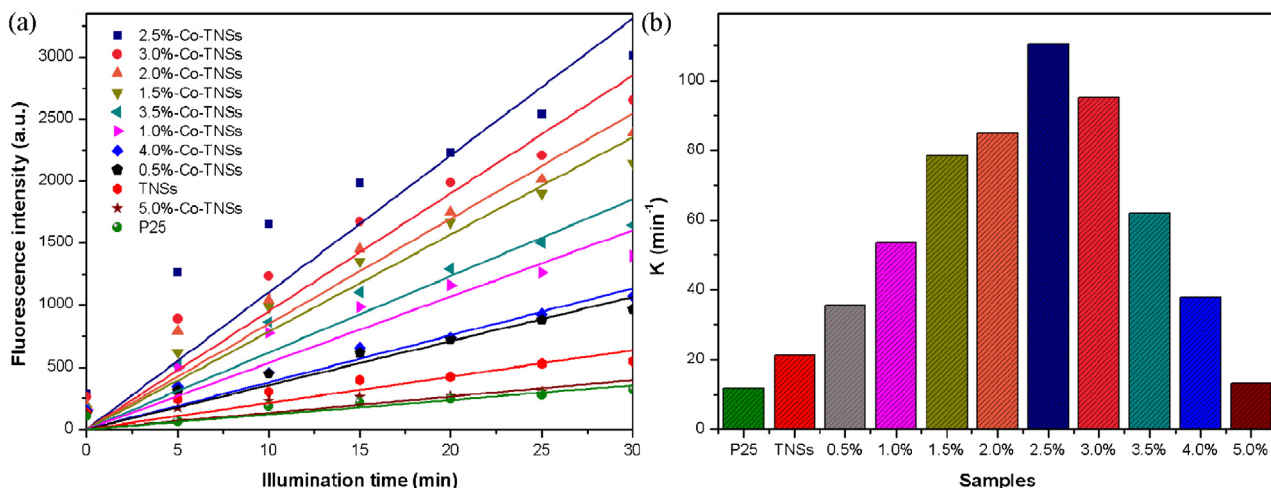 (a)
2.5%-Co-TNSs
3.0%-Co-TNSs
2.0%-Co-TNSs
1.5%-Co-TNSs
3.5%-Co-TNSs
1.0%-Co-TNSs
4.0%-Co-TNSs
0.5%-Co-TNSs
TNSs
5.0%-Co-TNSs
P25
Fluorescence intensity (a.u.)
3000
2500
2000
1500
1000
500
0
0 5 10 15 20 25 30
Illumination time (min)
(b)
K (min⁻¹)
100
80
60
40
20
0
P25 TNSs 0.5% 1.0% 1.5% 2.0% 2.5% 3.0% 3.5% 4.0% 5.0%
Samples